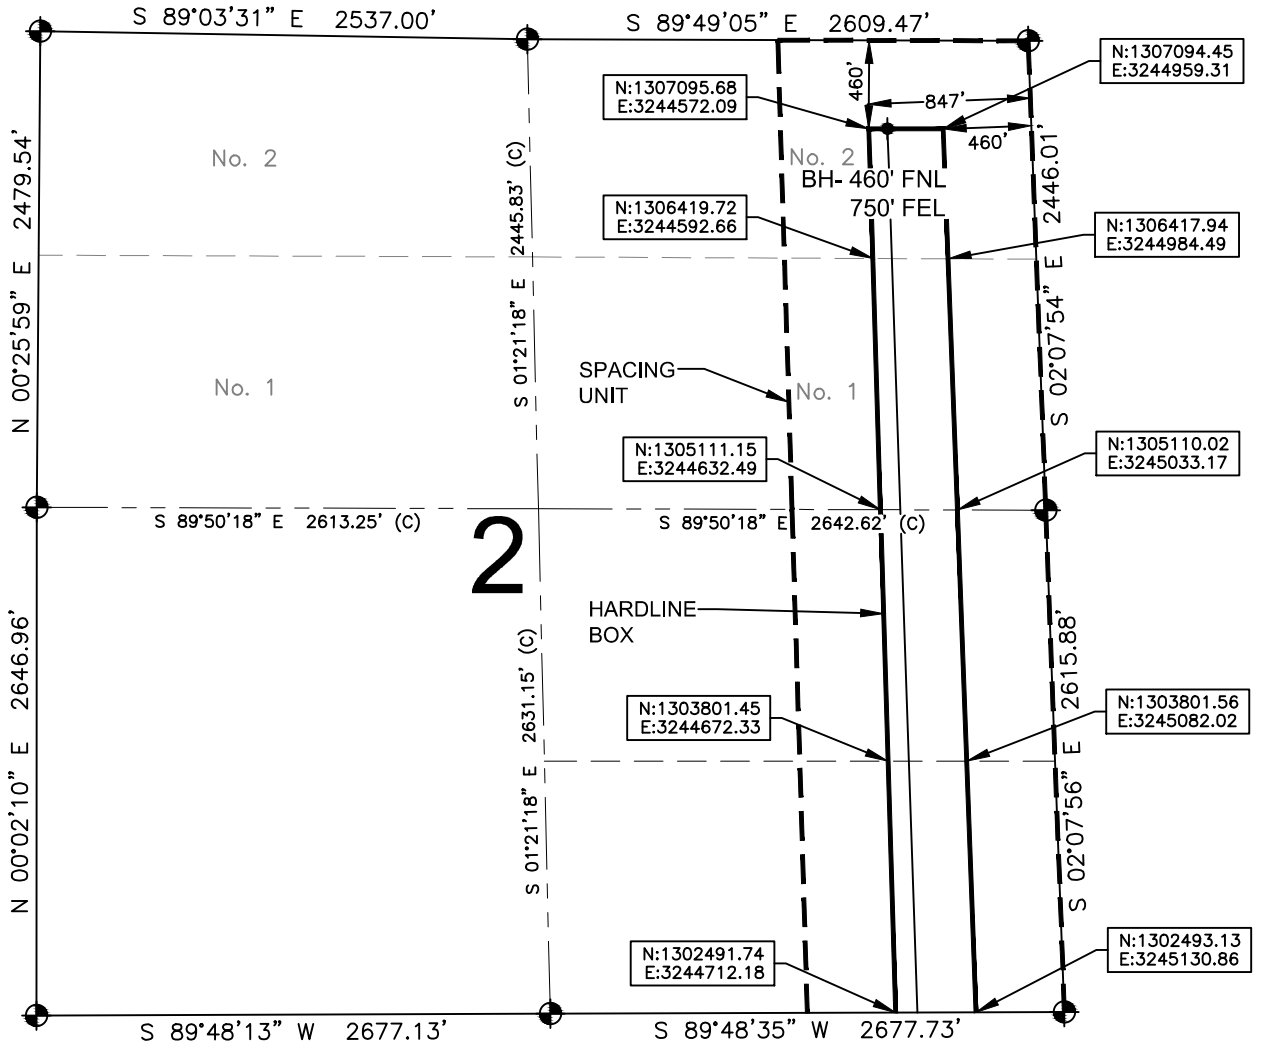 S 89°03'31" E 2537.00'
S 89°49'05" E 2609.47'
N:1307094.45
E:3244959.31
N:1307095.68
E:3244572.09
460'
847'
460'
No. 2
No. 2
BH- 460' FNL
750' FEL
N 00°25'59" E 2479.54'
S 01°21'18" E 2445.83' (C)
S 02°07'54" E 2446.01'
N:1306419.72
E:3244592.66
N:1306417.94
E:3244984.49
SPACING
UNIT
No. 1
No. 1
N:1305111.15
E:3244632.49
N:1305110.02
E:3245033.17
S 89°50'18" E 2613.25' (C)
S 89°50'18" E 2642.62' (C)
2
HARDLINE
BOX
N 00°02'10" E 2646.96'
S 01°21'18" E 2631.15' (C)
S 02°07'56" E 2615.88'
N:1303801.45
E:3244672.33
N:1303801.56
E:3245082.02
N:1302491.74
E:3244712.18
N:1302493.13
E:3245130.86
S 89°48'13" W 2677.13'
S 89°48'35" W 2677.73'